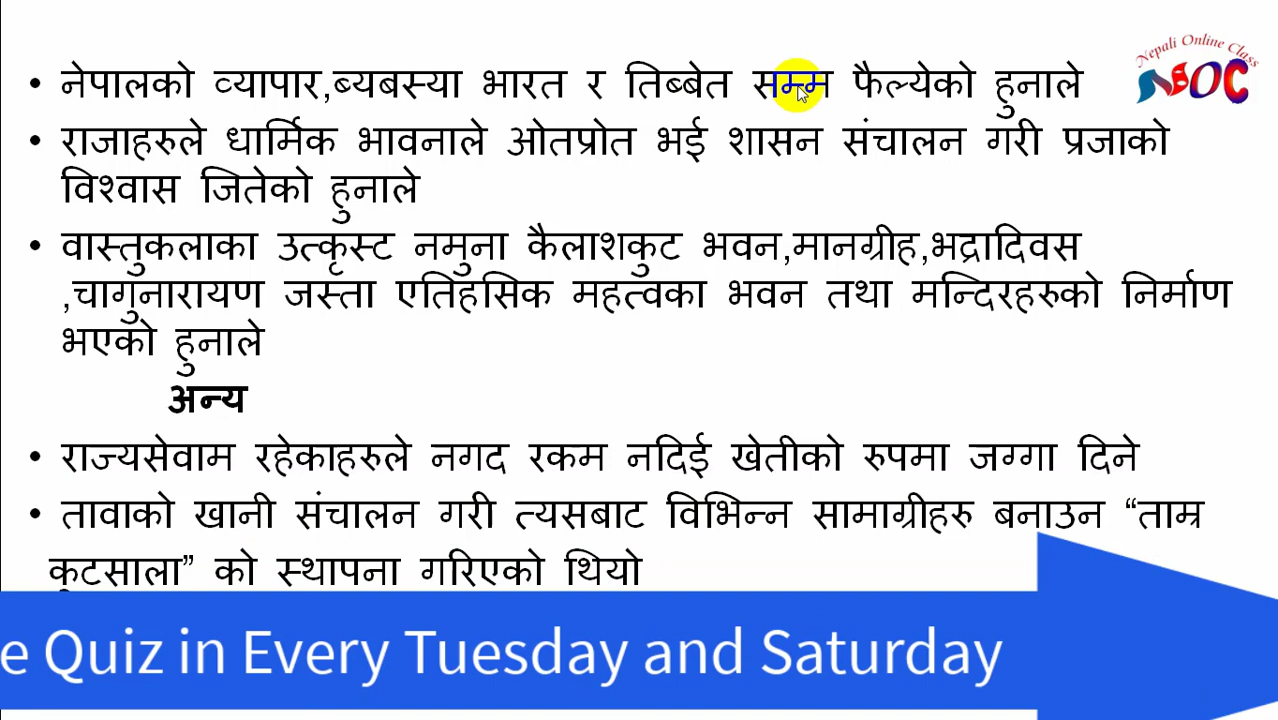 Nepali Online Class
NBOC
• नेपालको व्यापार,ब्यबस्या भारत र तिब्बेत सम्म फैल्येको हुनाले
• राजाहरुले धार्मिक भावनाले ओतप्रोत भई शासन संचालन गरी प्रजाको
विश्वास जितेको हुनाले
• वास्तुकलाका उत्कृस्ट नमुना कैलाशकुट भवन,मानग्रीह,भद्रादिवस
,चागुनारायण जस्ता एतिहसिक महत्वका भवन तथा मन्दिरहरुको निर्माण
भएको हुनाले
अन्य
• राज्यसेवाम रहेकाहरुले नगद रकम नदिई खेतीको रुपमा जग्गा दिने
• तावाको खानी संचालन गरी त्यसबाट विभिन्न सामाग्रीहरु बनाउन “ताम्र
कुटसाला” को स्थापना गरिएको थियो
e Quiz in Every Tuesday and Saturday